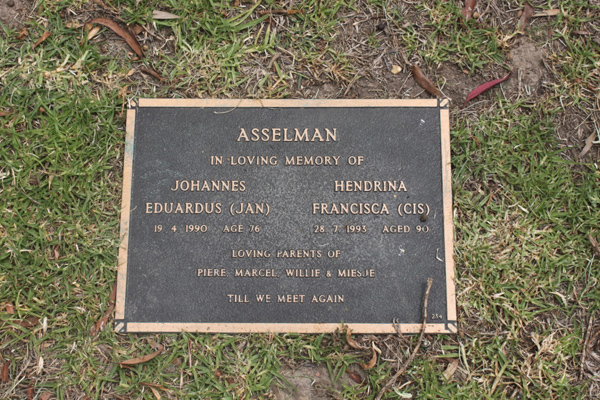 ASSELMAN
IN LOVING MEMORY OF
JOHANNES HENDRINA
EDUARDUS (JAN) FRANCISCA (CIS)
19 4 1990 AGE 76 28 7 1993 AGED 90
LOVING PARENTS OF
PIERE, MARCEL, WILLIE & MIESJE
TILL WE MEET AGAIN
254